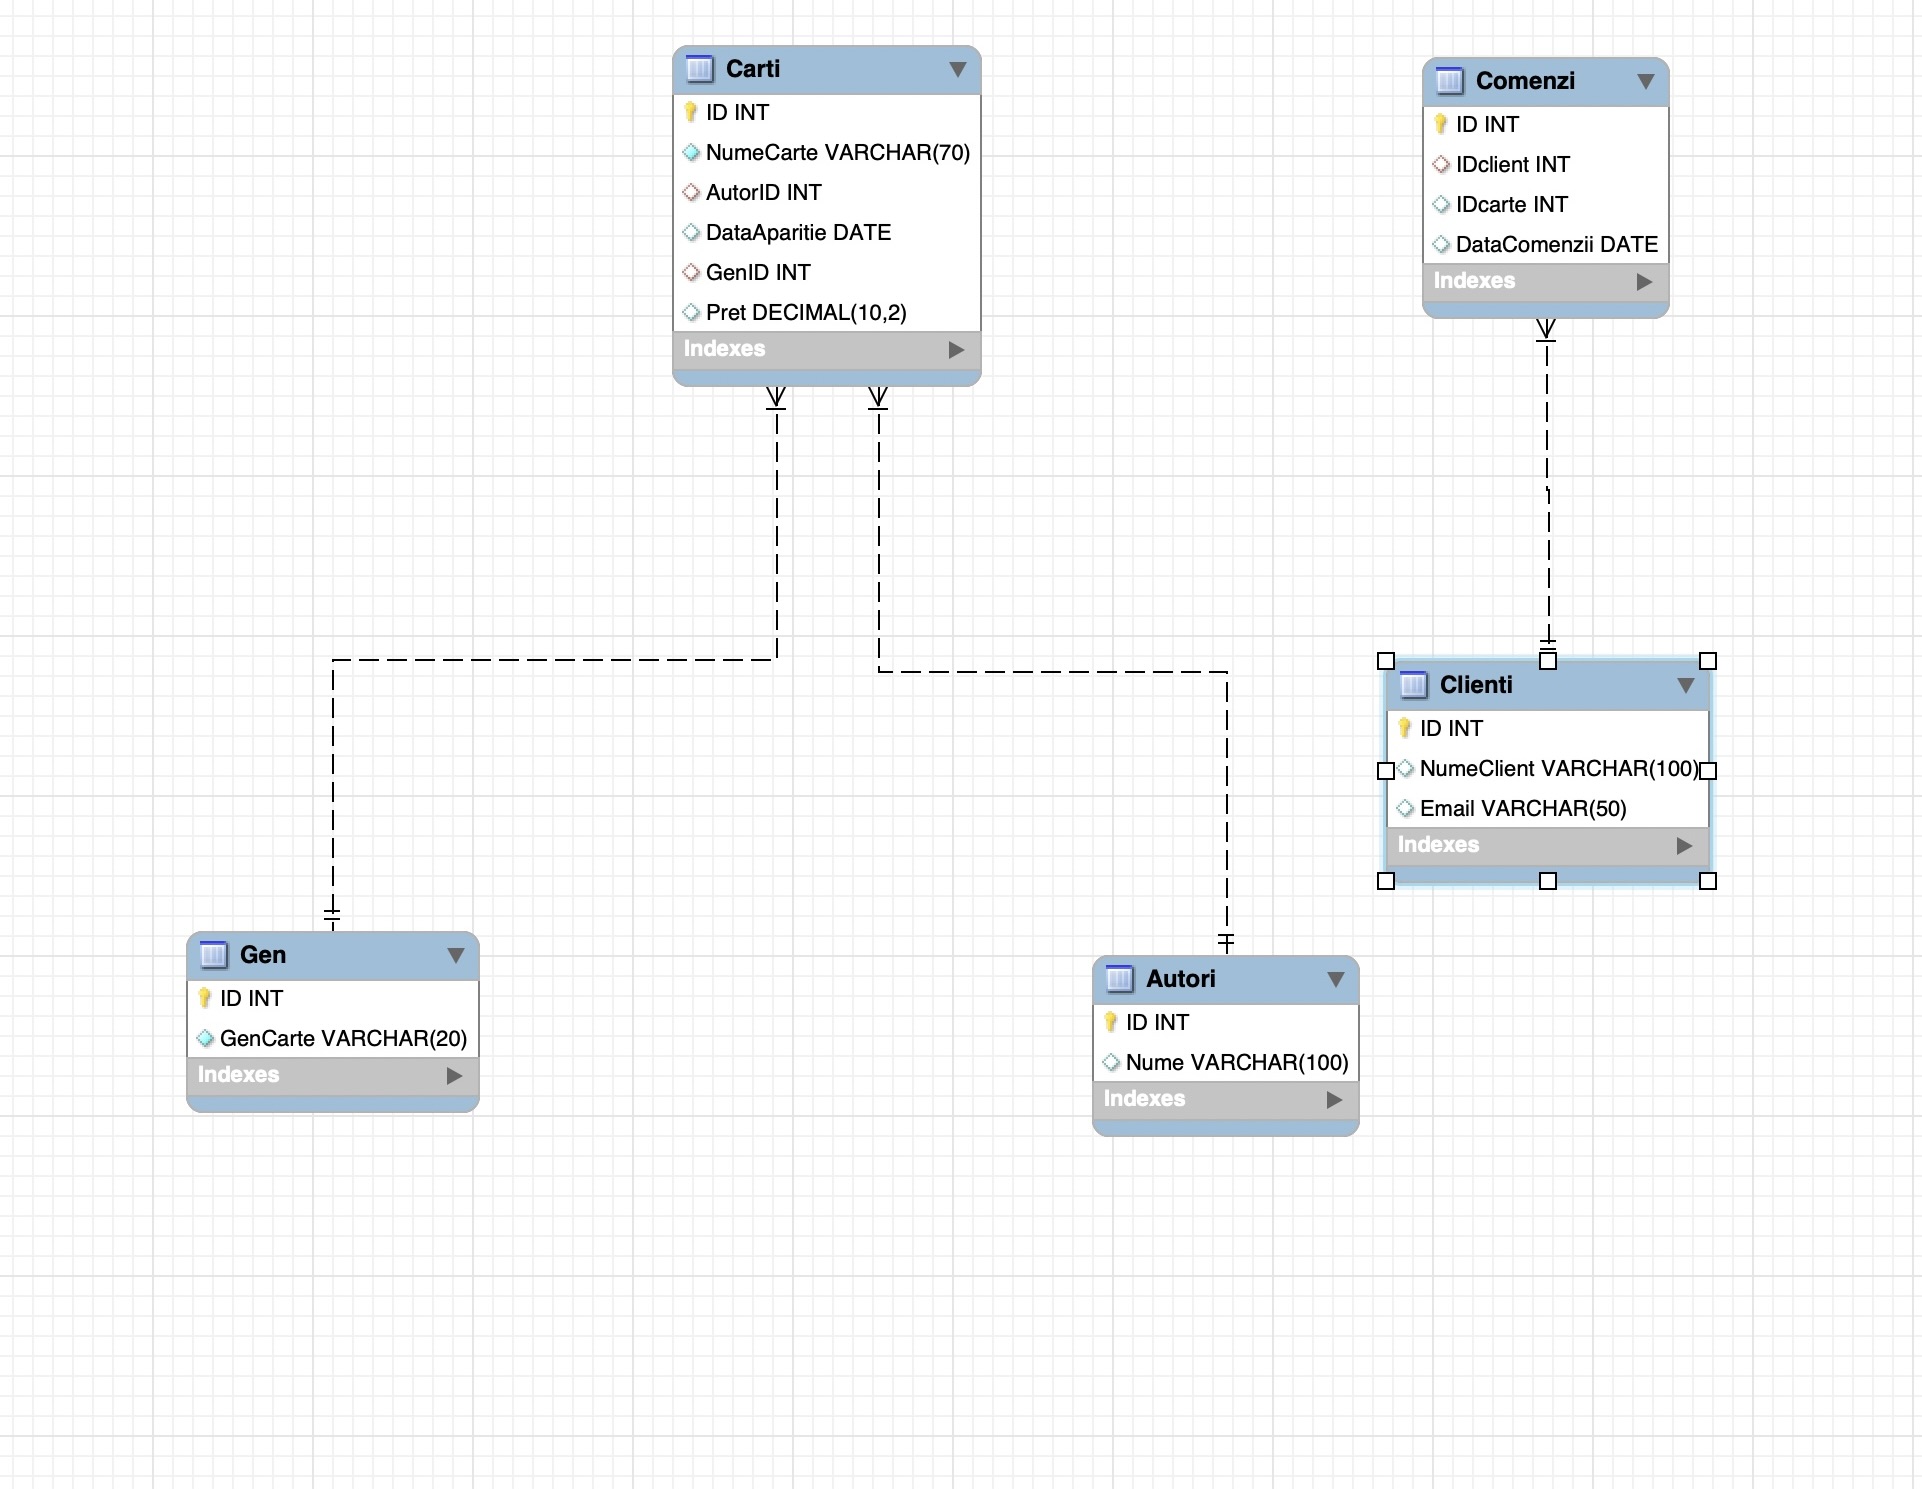 Carti
ID INT
NumeCarte VARCHAR(70)
AutorID INT
DataAparitie DATE
GenID INT
Pret DECIMAL(10,2)
Indexes
Comenzi
ID INT
IDclient INT
IDcarte INT
DataComenzii DATE
Indexes
Clienti
ID INT
NumeClient VARCHAR(100)
Email VARCHAR(50)
Indexes
Gen
ID INT
GenCarte VARCHAR(20)
Indexes
Autori
ID INT
Nume VARCHAR(100)
Indexes